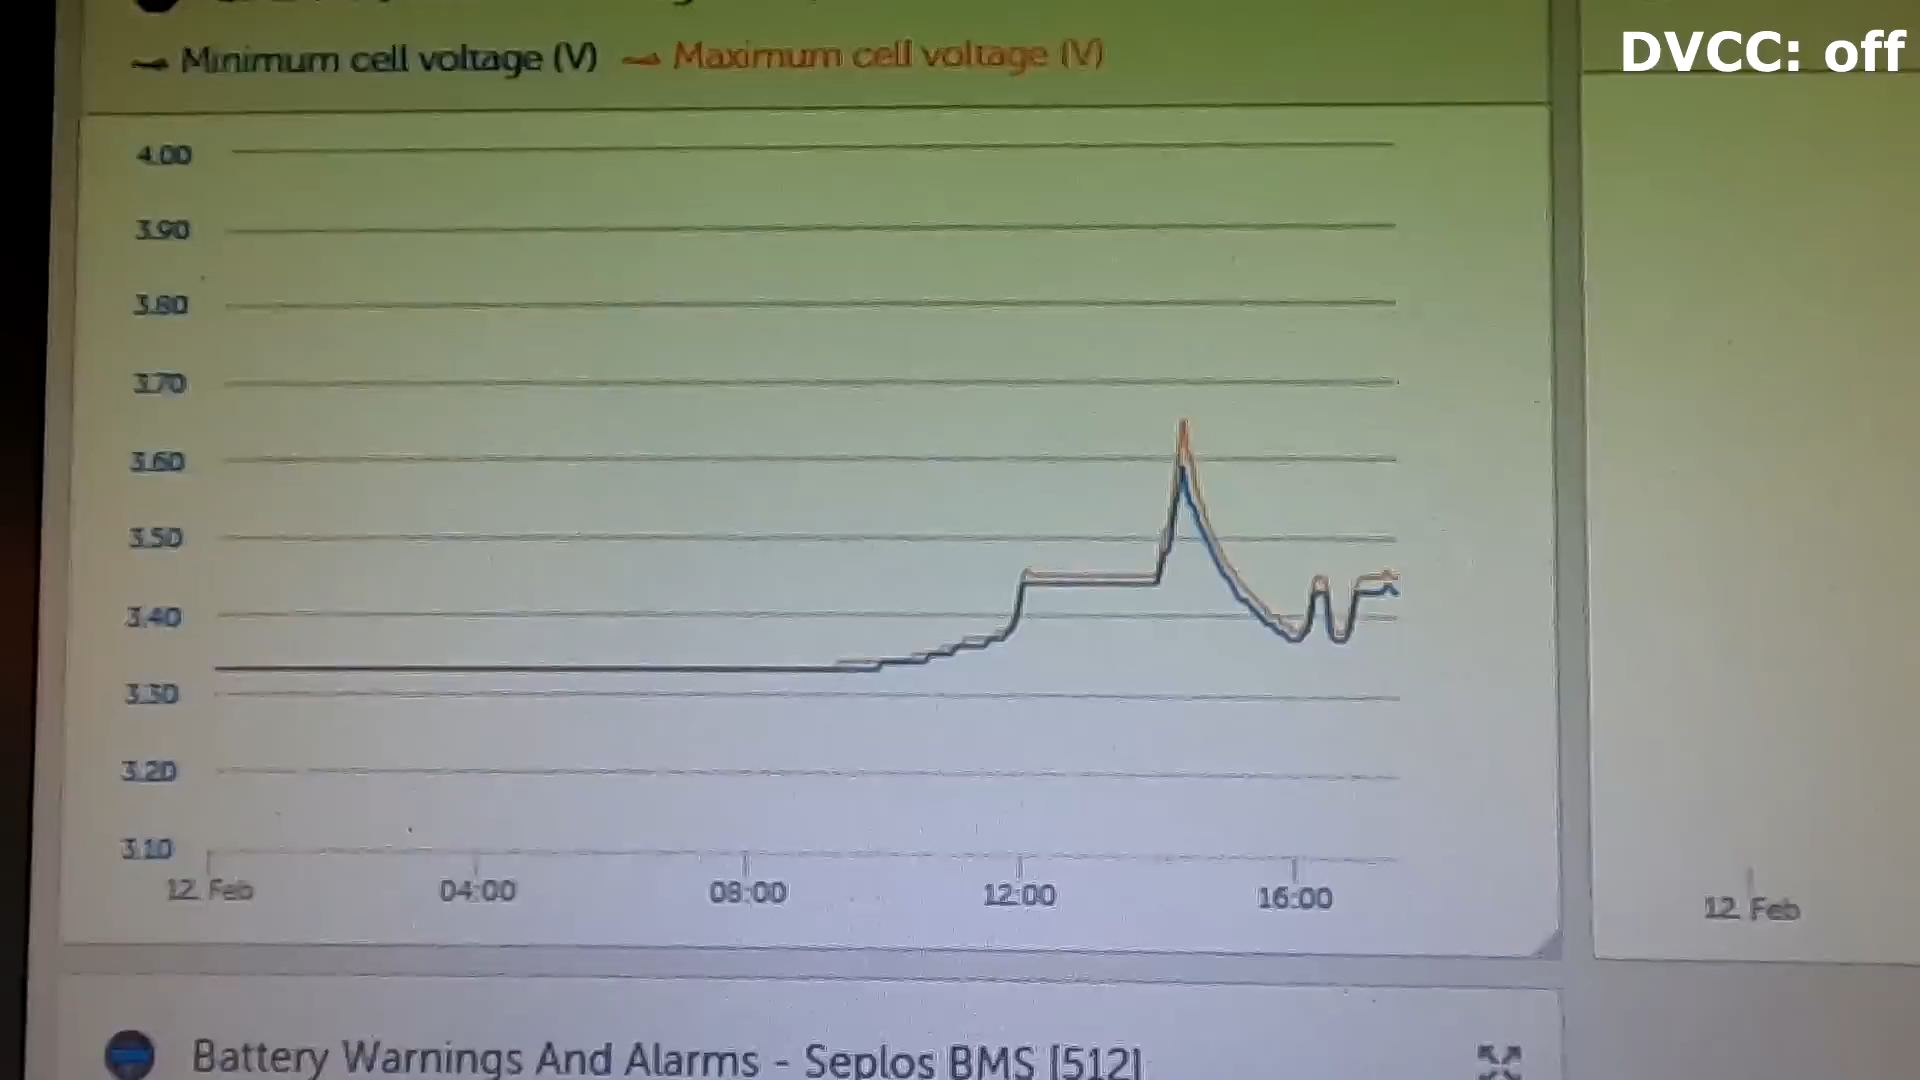 DVCC: off
Minimum cell voltage (V) Maximum cell voltage (V)
4.00
3.90
3.80
3.70
3.60
3.50
3.40
3.30
3.20
3.10
12. Feb 04:00 08:00 12:00 16:00
12. Feb
Battery Warnings And Alarms - Seplos BMS [512]